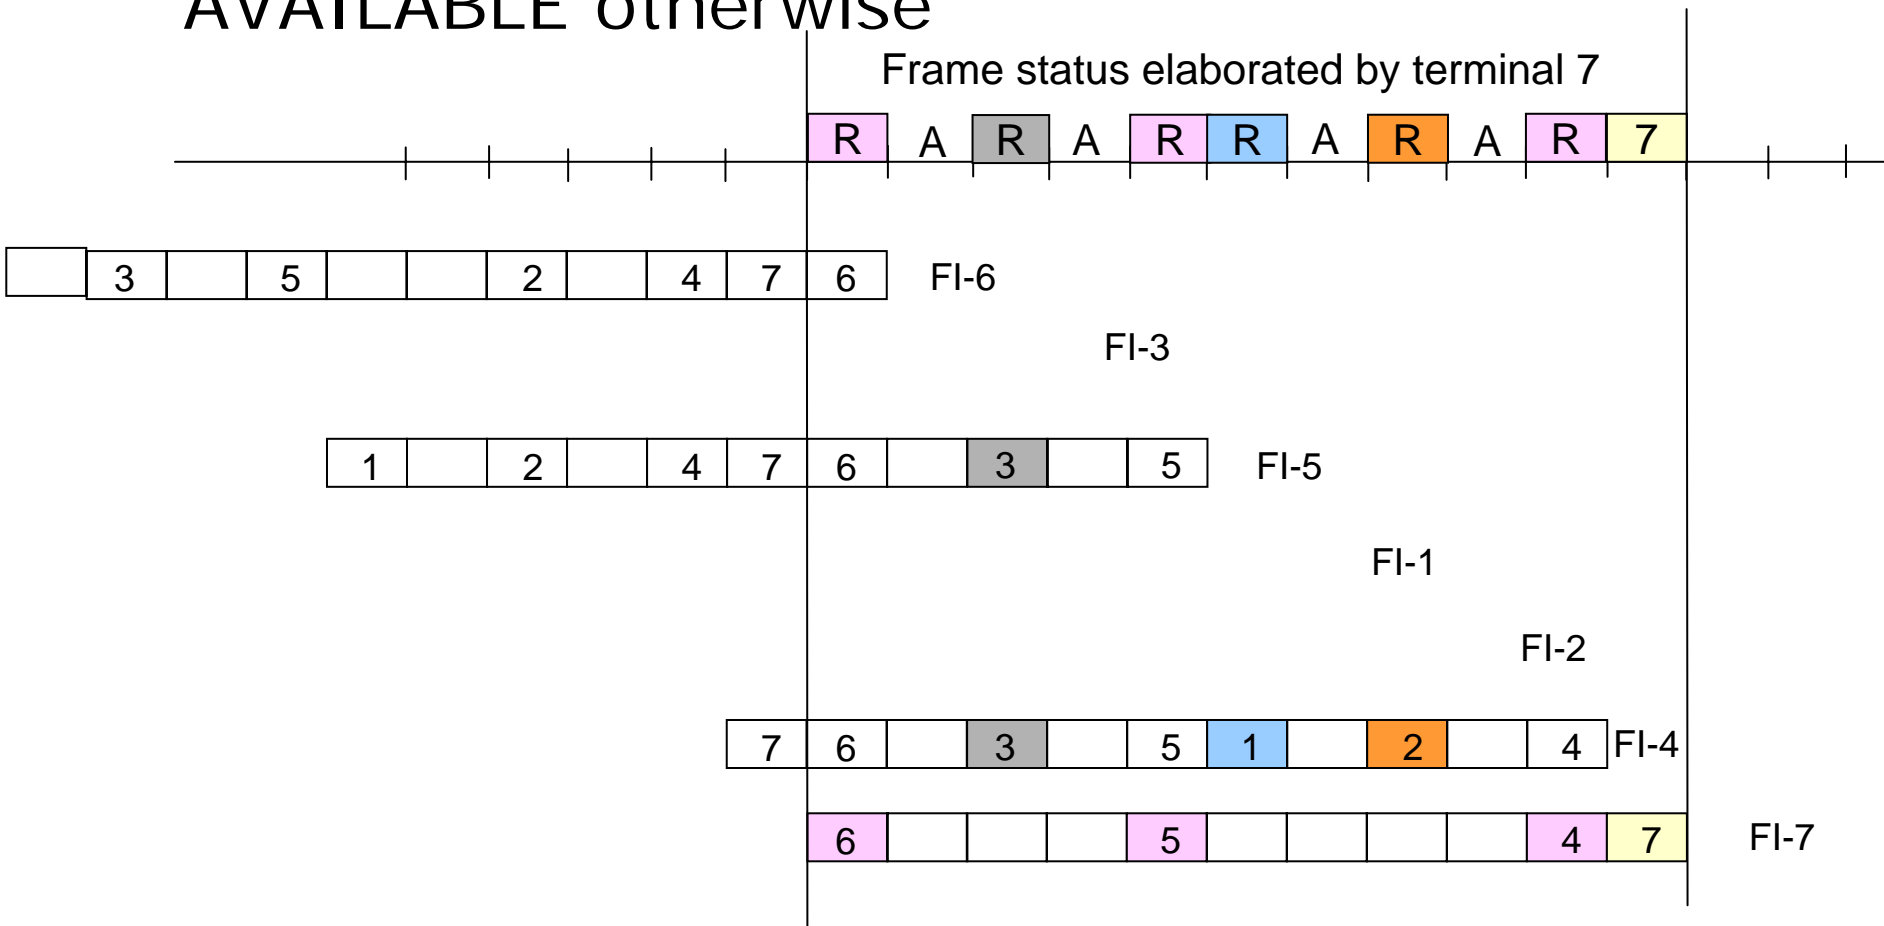 AVAILABLE otherwise
Frame status elaborated by terminal 7
R A R A R R A R A R 7
3 5 2 4 7 6 FI-6
FI-3
1 2 4 7 6 3 5 FI-5
FI-1
FI-2
7 6 3 5 1 2 4 FI-4
6 5 4 7 FI-7